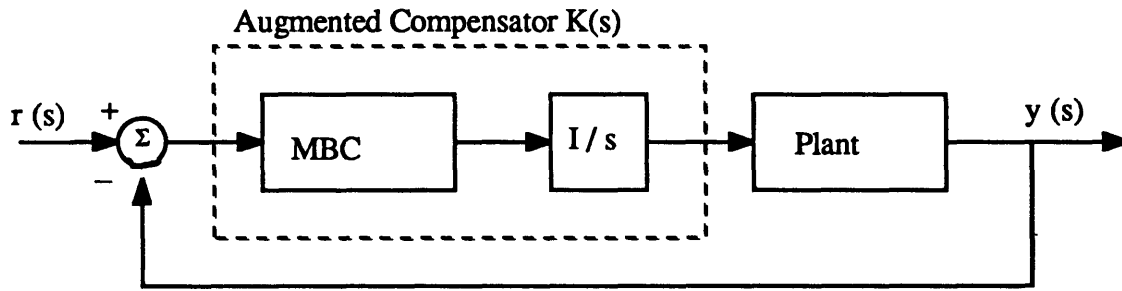 Augmented Compensator K(s)
r (s)
+
Σ
−
MBC
I / s
Plant
y (s)